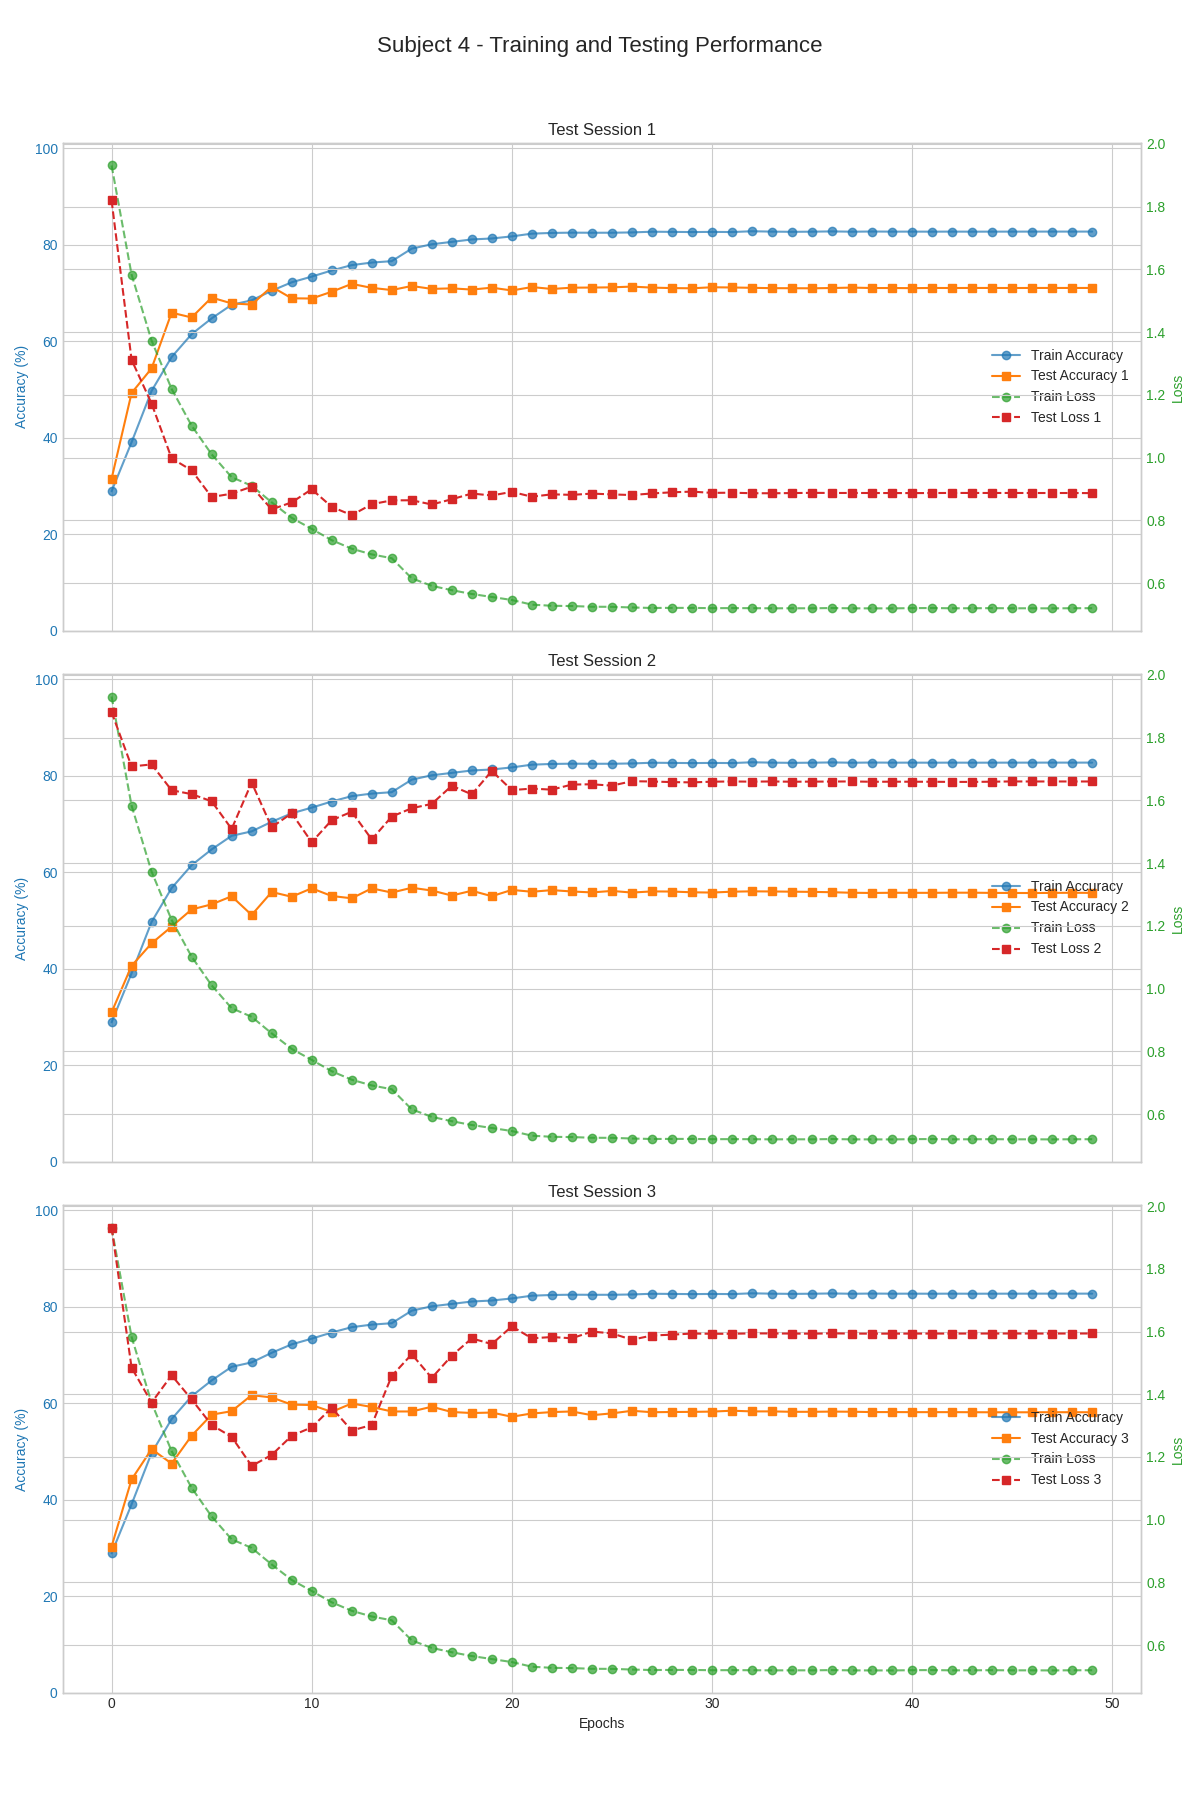 Subject 4 - Training and Testing Performance
Test Session 1
100
80
60
40
20
0
Accuracy (%)
2.0
1.8
1.6
1.4
1.2
1.0
0.8
0.6
Loss
Train Accuracy
Test Accuracy 1
Train Loss
Test Loss 1
Test Session 2
100
80
60
40
20
0
Accuracy (%)
2.0
1.8
1.6
1.4
1.2
1.0
0.8
0.6
Loss
Train Accuracy
Test Accuracy 2
Train Loss
Test Loss 2
Test Session 3
100
80
60
40
20
0
Accuracy (%)
2.0
1.8
1.6
1.4
1.2
1.0
0.8
0.6
Loss
Train Accuracy
Test Accuracy 3
Train Loss
Test Loss 3
0 10 20 30 40 50
Epochs